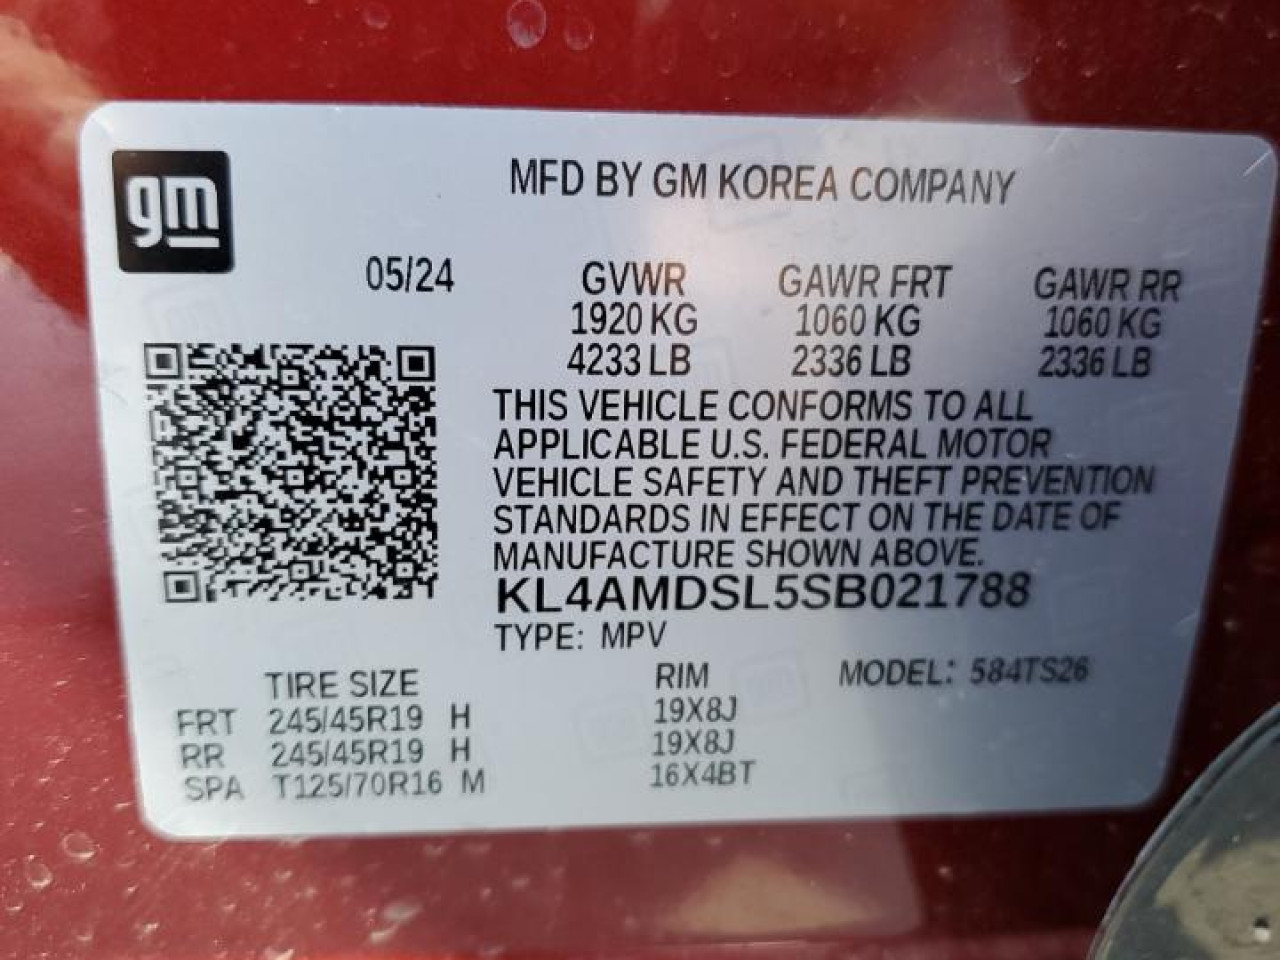 gm
MFD BY GM KOREA COMPANY
05/24 GVWR GAWR FRT GAWR RR
1920 KG 1060 KG 1060 KG
4233 LB 2336 LB 2336 LB
THIS VEHICLE CONFORMS TO ALL
APPLICABLE U.S. FEDERAL MOTOR
VEHICLE SAFETY AND THEFT PREVENTION
STANDARDS IN EFFECT ON THE DATE OF
MANUFACTURE SHOWN ABOVE.
KL4AMDSL5SB021788
TYPE: MPV
TIRE SIZE RIM MODEL: 584TS26
FRT 245/45R19 H 19X8J
RR 245/45R19 H 19X8J
SPA T125/70R16 M 16X4BT